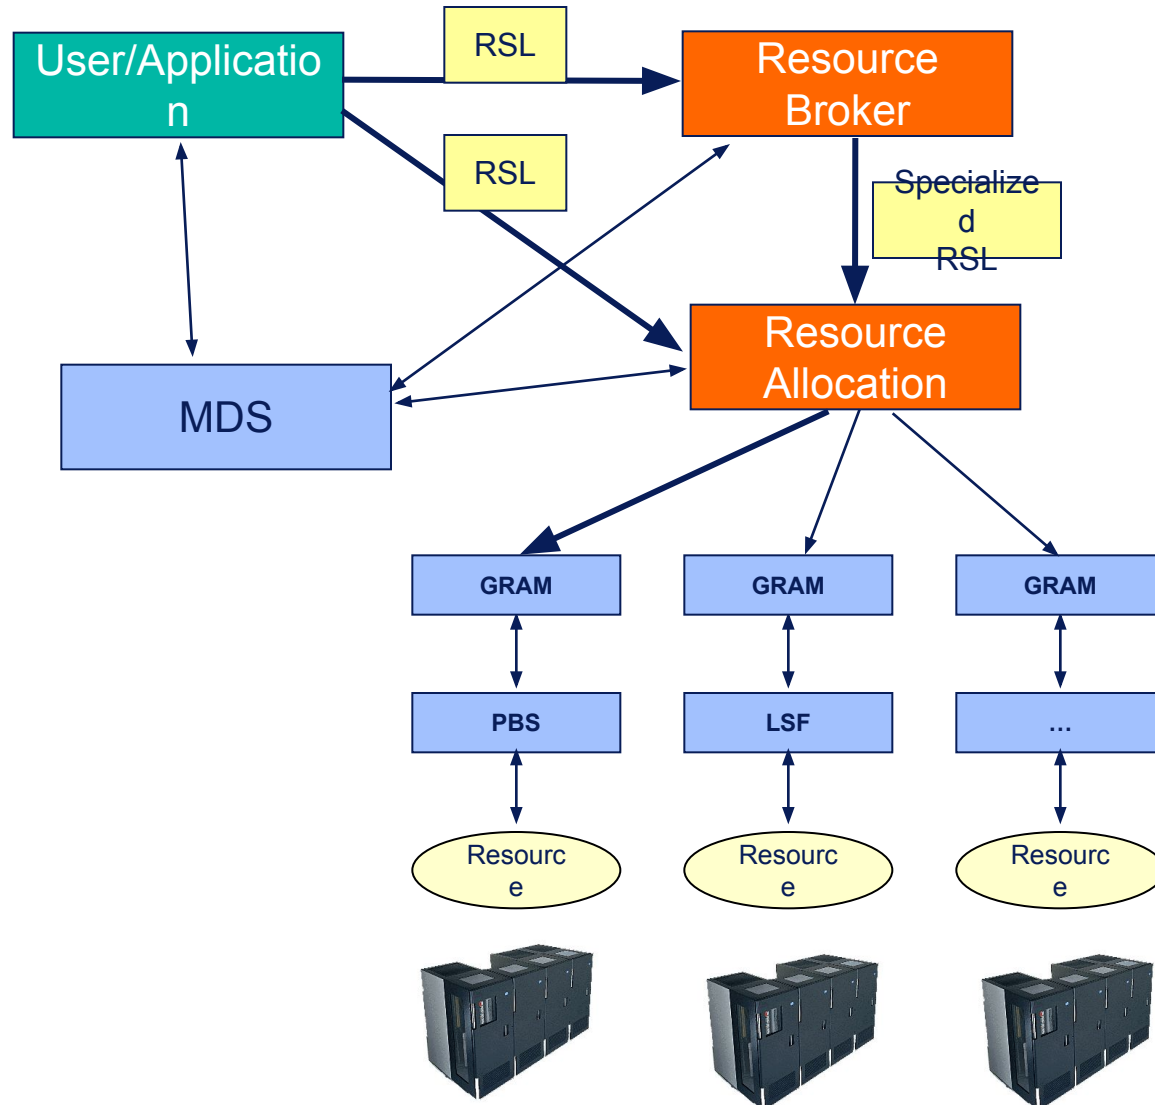 User/Applicatio
n
RSL
Resource
Broker
RSL
Specialize
d
RSL
Resource
Allocation
MDS
GRAM
GRAM
GRAM
PBS
LSF
...
Resourc
e
Resourc
e
Resourc
e